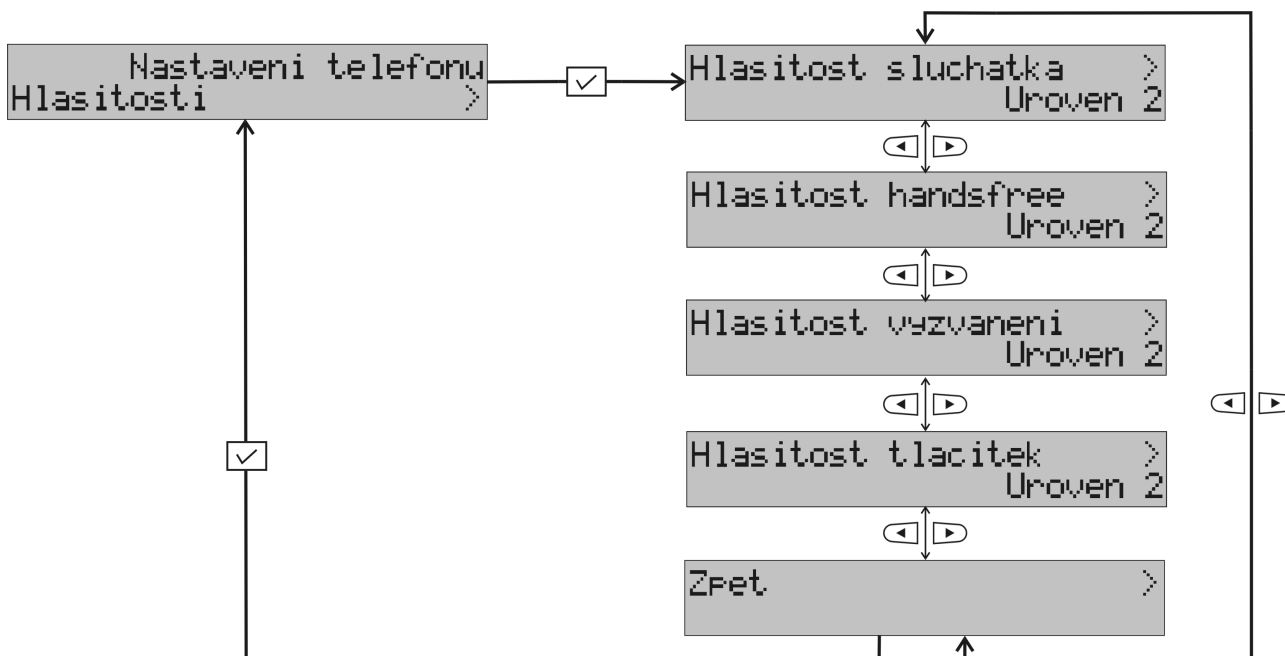 Nastaveni telefonu
Hlasitosti >
Hlasitost sluchatka >
Uroven 2
Hlasitost handsfree >
Uroven 2
Hlasitost vyzvaneni >
Uroven 2
Hlasitost tlacitek >
Uroven 2
Zpet >